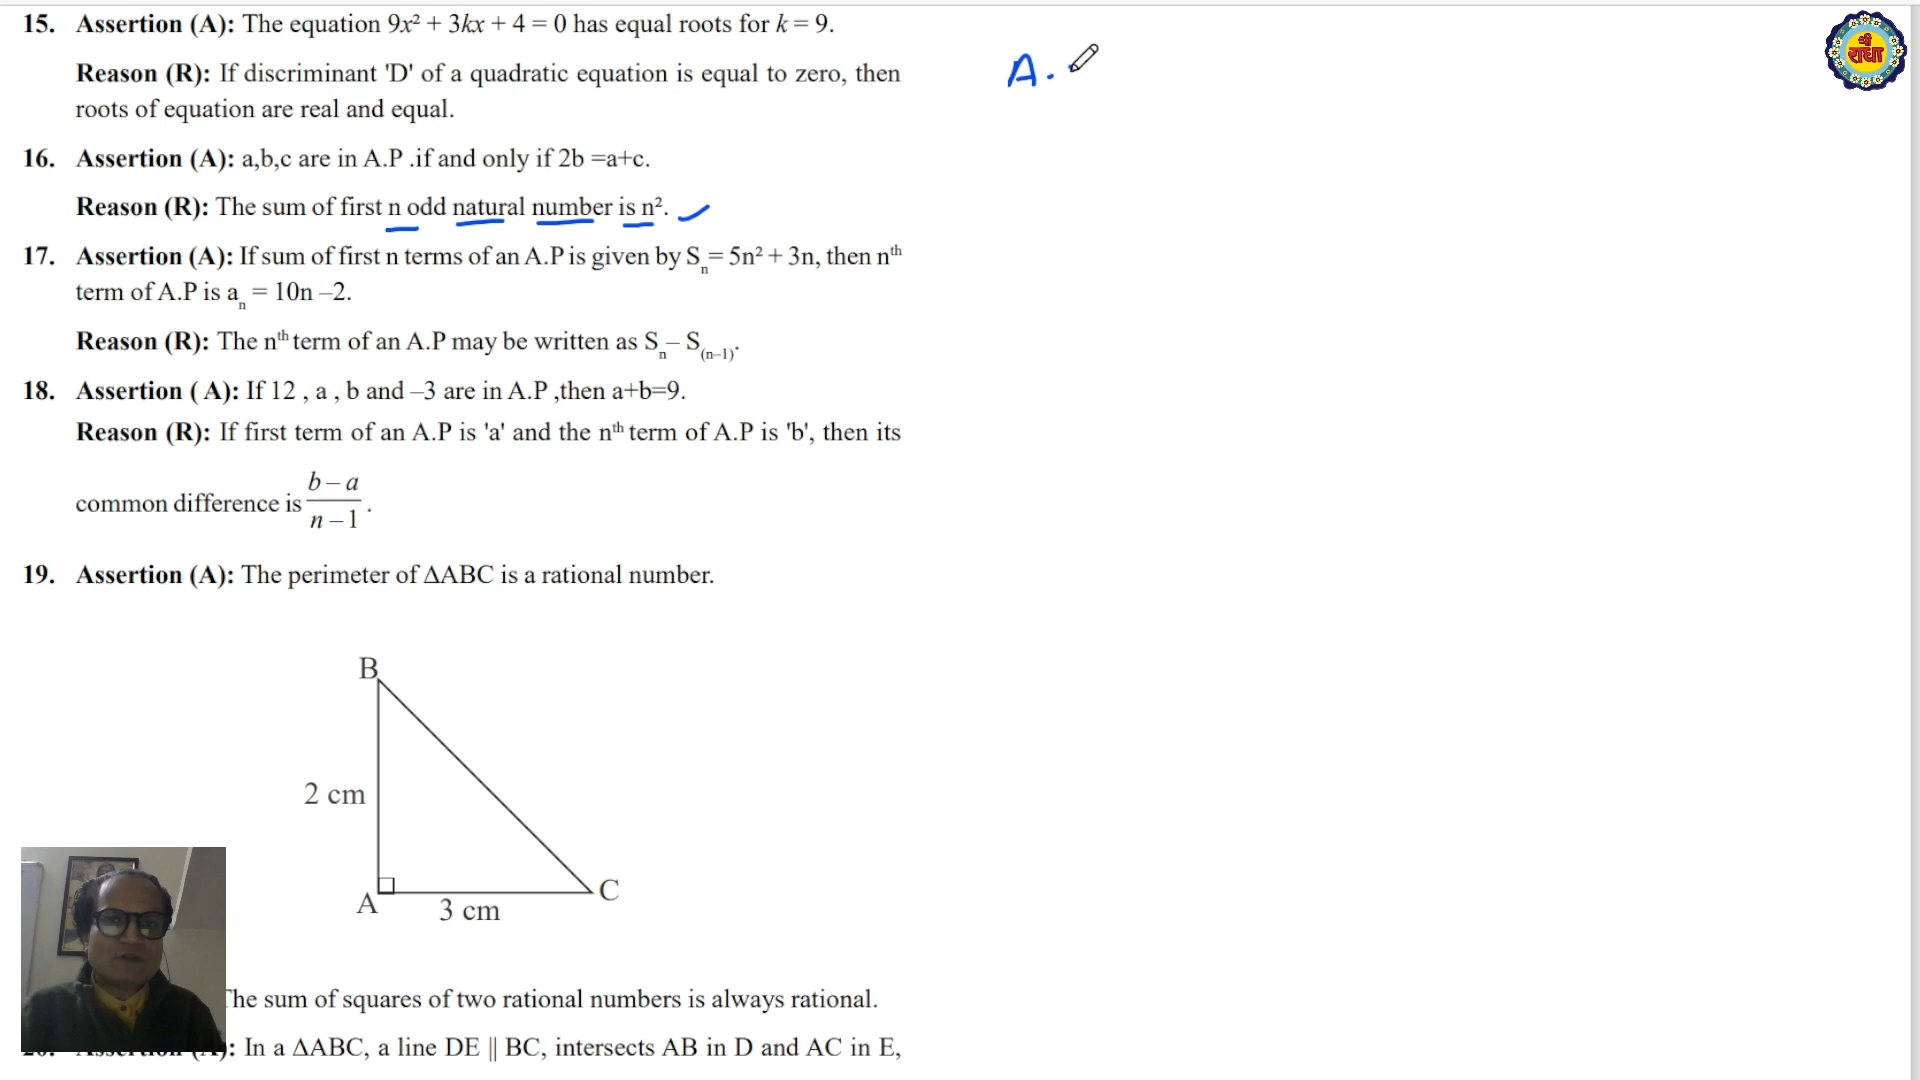 15. Assertion (A): The equation 9x² + 3kx + 4 = 0 has equal roots for k = 9.
श्री
राधा
A.
Reason (R): If discriminant 'D' of a quadratic equation is equal to zero, then
roots of equation are real and equal.
16. Assertion (A): a,b,c are in A.P .if and only if 2b =a+c.
Reason (R): The sum of first n odd natural number is n².
17. Assertion (A): If sum of first n terms of an A.P is given by Sₙ = 5n² + 3n, then nᵗʰ
term of A.P is aₙ = 10n –2.
Reason (R): The nᵗʰ term of an A.P may be written as Sₙ – S₍ₙ₋₁₎.
18. Assertion ( A): If 12 , a , b and –3 are in A.P ,then a+b=9.
Reason (R): If first term of an A.P is 'a' and the nᵗʰ term of A.P is 'b', then its
common difference is (b – a)/(n – 1).
19. Assertion (A): The perimeter of ΔABC is a rational number.
B
2 cm
A
3 cm
C
he sum of squares of two rational numbers is always rational.
: In a ΔABC, a line DE || BC, intersects AB in D and AC in E,